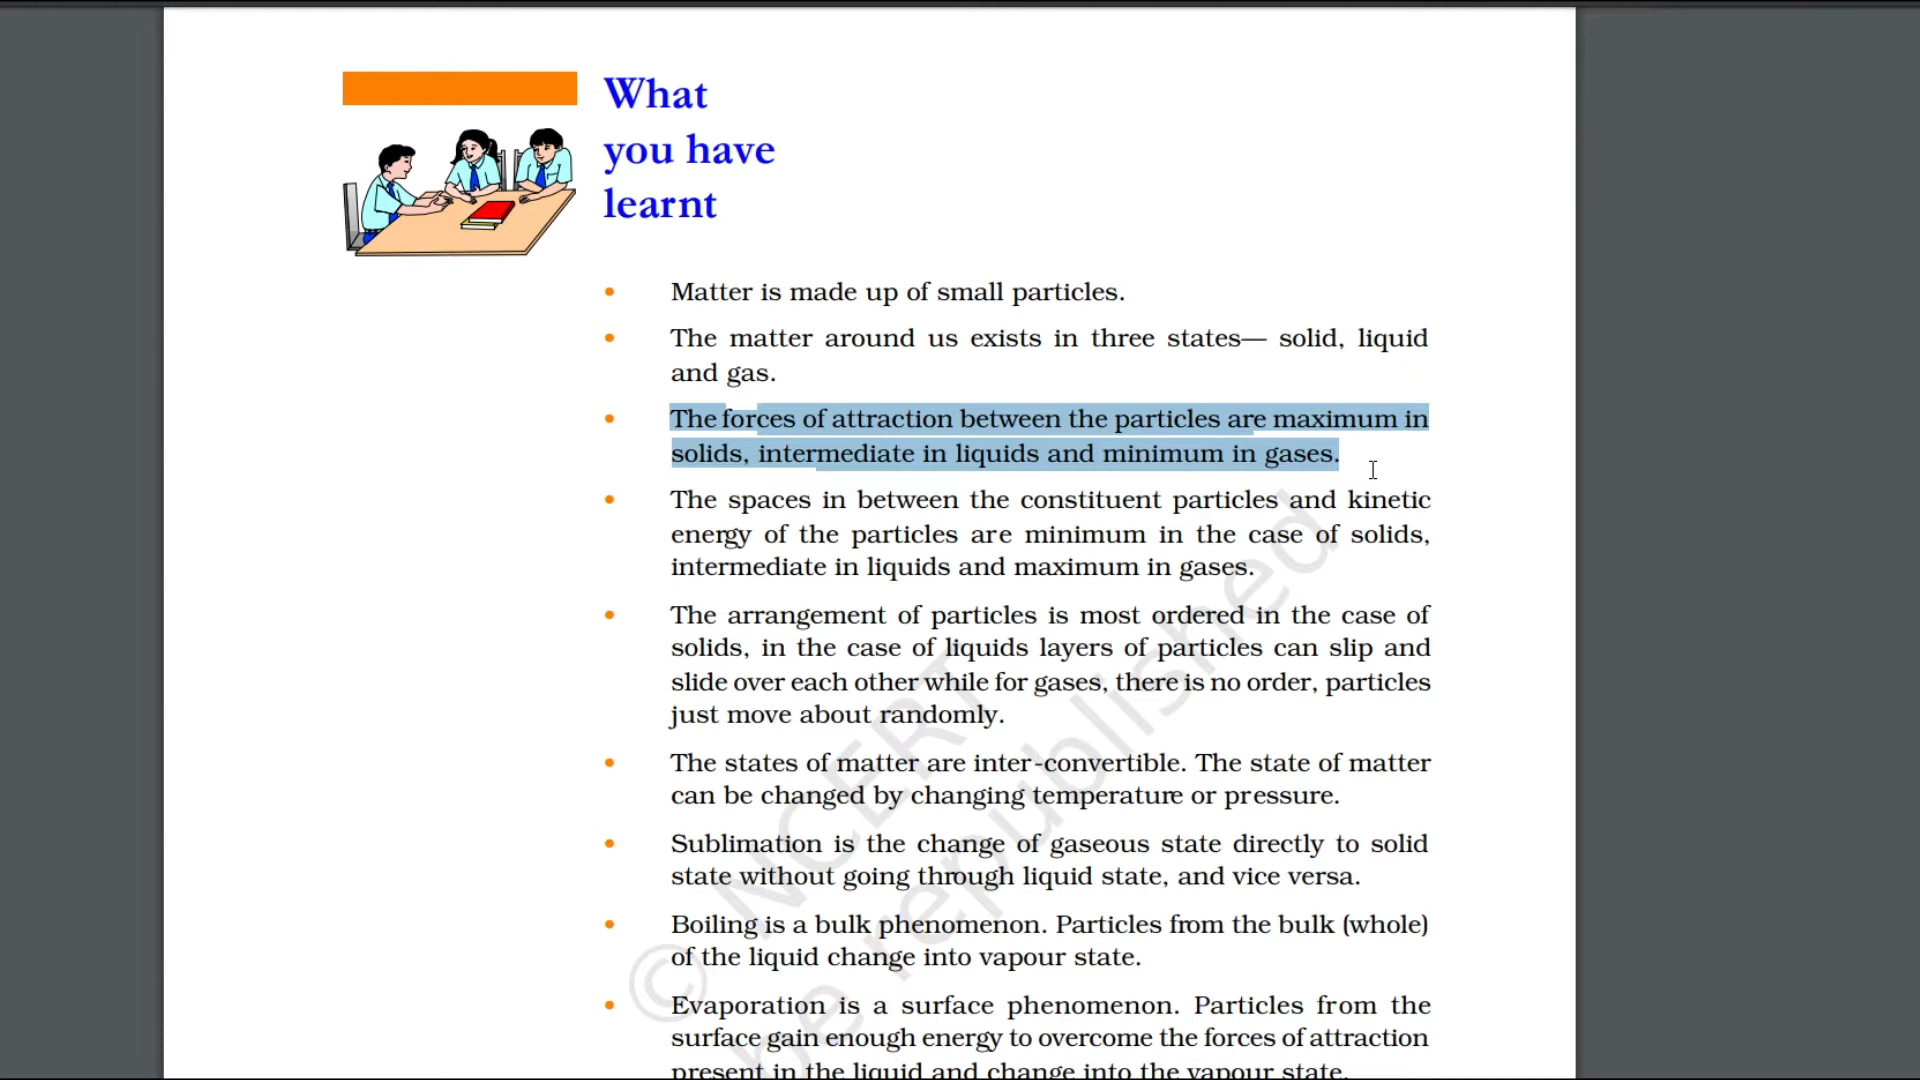 What
you have
learnt
• Matter is made up of small particles.
• The matter around us exists in three states— solid, liquid
and gas.
• The forces of attraction between the particles are maximum in
solids, intermediate in liquids and minimum in gases.
• The spaces in between the constituent particles and kinetic
energy of the particles are minimum in the case of solids,
intermediate in liquids and maximum in gases.
• The arrangement of particles is most ordered in the case of
solids, in the case of liquids layers of particles can slip and
slide over each other while for gases, there is no order, particles
just move about randomly.
• The states of matter are inter-convertible. The state of matter
can be changed by changing temperature or pressure.
• Sublimation is the change of gaseous state directly to solid
state without going through liquid state, and vice versa.
• Boiling is a bulk phenomenon. Particles from the bulk (whole)
of the liquid change into vapour state.
• Evaporation is a surface phenomenon. Particles from the
surface gain enough energy to overcome the forces of attraction
present in the liquid and change into the vapour state.
© NCERT
be republished